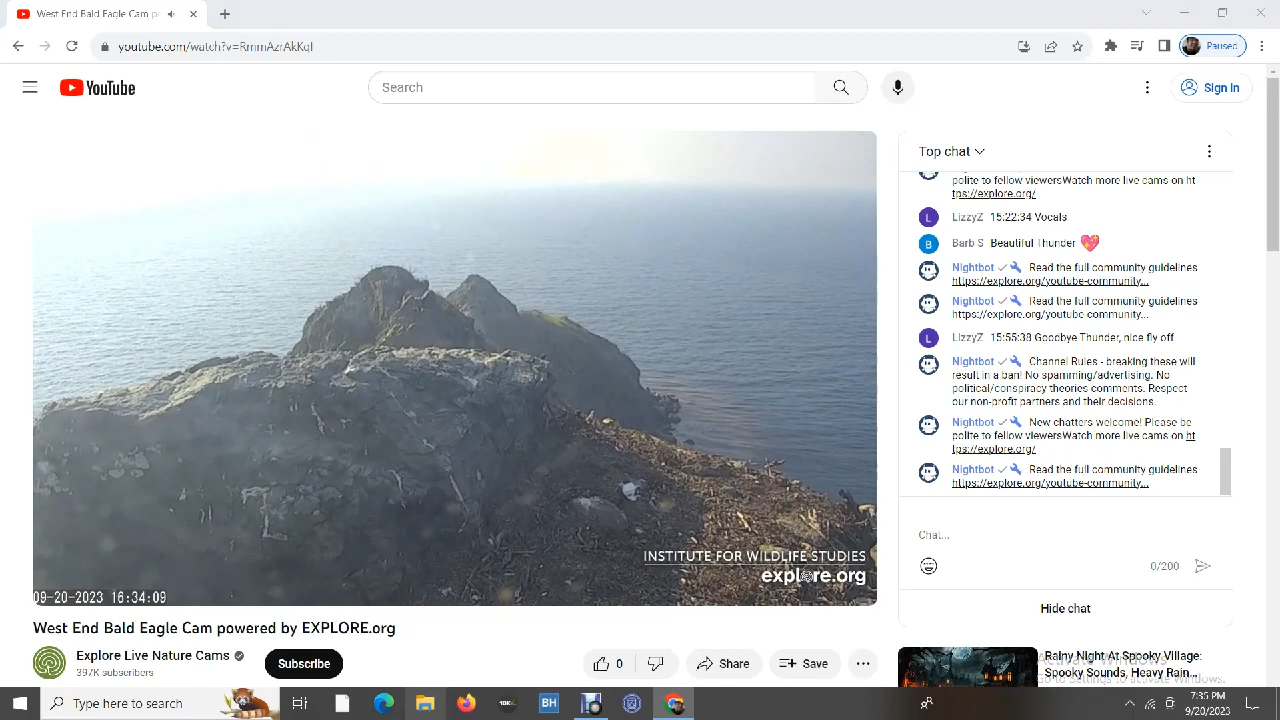 West End Bald Eagle Cam p
youtube.com/watch?v=RmmAzrAkKqI
Paused
YouTube
Search
Sign in
Top chat
polite to fellow viewersWatch more live cams on ht
tps://explore.org/
L LizzyZ 15:22:34 Vocals
B Barb S Beautiful Thunder
Nightbot Read the full community guidelines
https://explore.org/youtube-community...
Nightbot Read the full community guidelines
https://explore.org/youtube-community...
L LizzyZ 15:55:38 Goodbye Thunder, nice fly off
Nightbot Channel Rules - breaking these will
result in a ban! No spamming/advertising. No
political/conspiracy theories comments. Respect
our non-profit partners and their decisions.
Nightbot New chatters welcome! Please be
polite to fellow viewersWatch more live cams on ht
tps://explore.org/
Nightbot Read the full community guidelines
https://explore.org/youtube-community...
Chat...
0/200
Hide chat
INSTITUTE FOR WILDLIFE STUDIES
explore.org
09-20-2023 16:34:09
West End Bald Eagle Cam powered by EXPLORE.org
Explore Live Nature Cams
397K subscribers
Subscribe
0
Share
Save
Rainy Night At Spooky Village:
Spooky Sounds, Heavy Rain...
Activate Windows
Go to Settings to activate Windows.
Type here to search
10K
BH
7:35 PM
9/20/2023